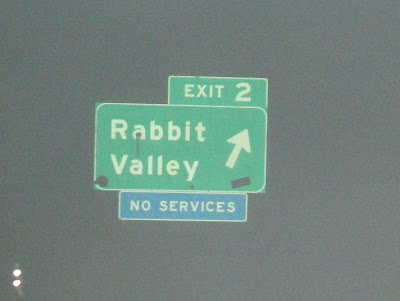 EXIT 2
Rabbit
Valley
NO SERVICES